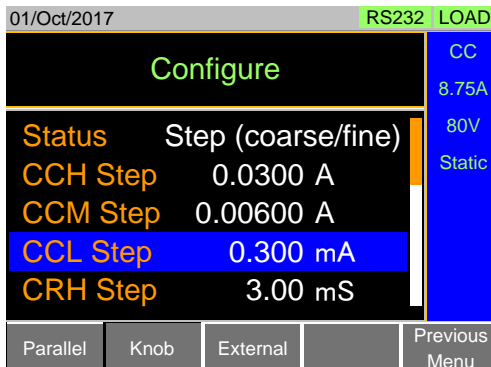 01/Oct/2017 RS232 LOAD
Configure
CC
8.75A
80V
Static
Status Step (coarse/fine)
CCH Step 0.0300 A
CCM Step 0.00600 A
CCL Step 0.300 mA
CRH Step 3.00 mS
Parallel Knob External Previous Menu